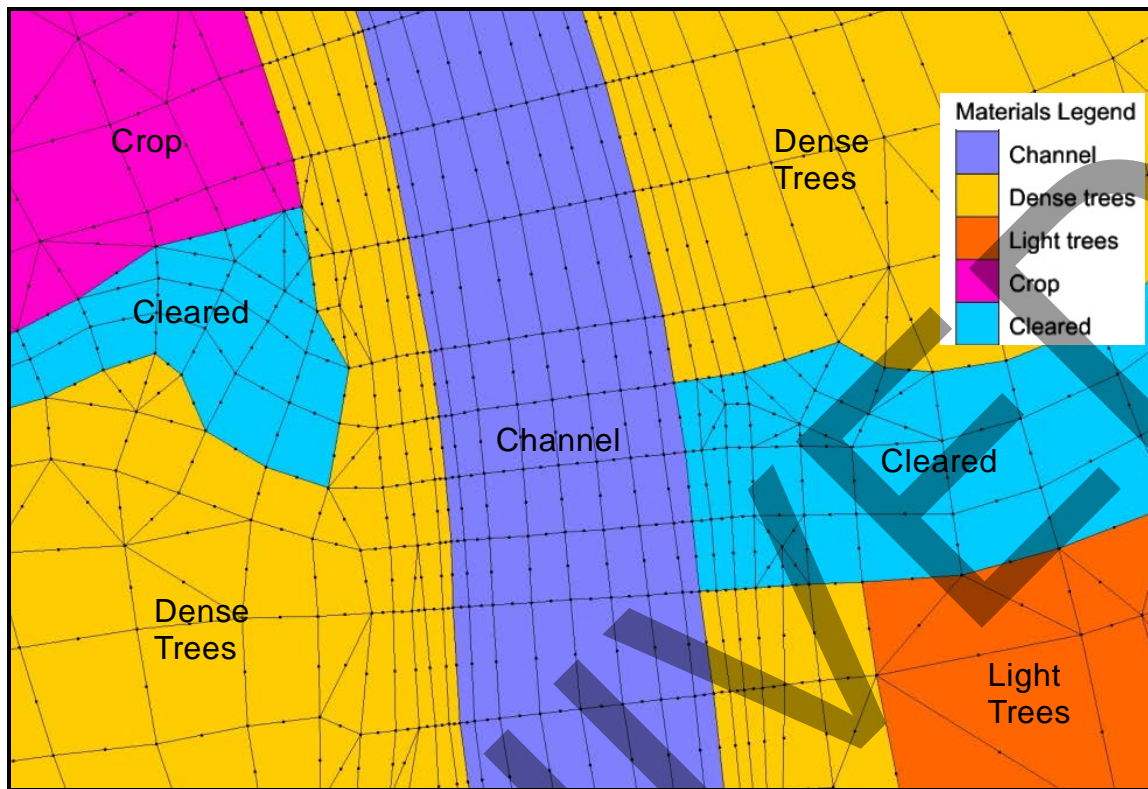 Crop
Dense
Trees
Materials Legend
Channel
Dense trees
Light trees
Crop
Cleared
Cleared
Channel
Cleared
Dense
Trees
Light
Trees